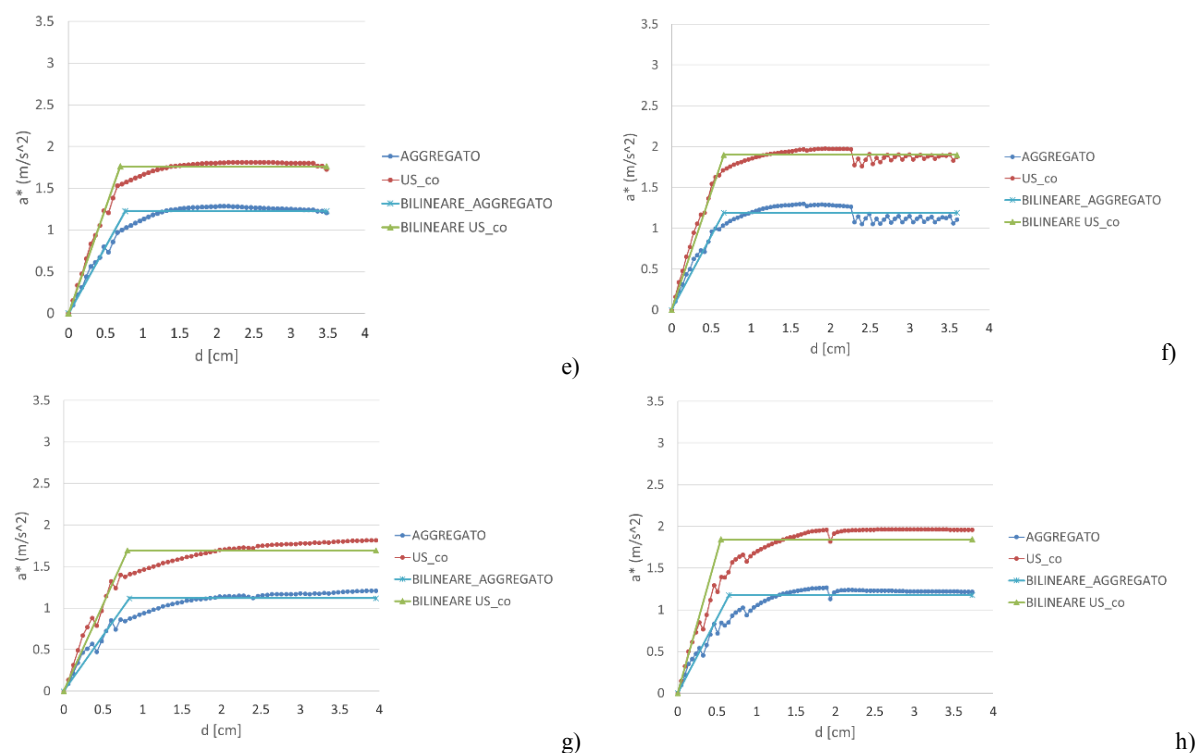 3.5
3
2.5
2
1.5
1
0.5
0
a* (m/s^2)
0 0.5 1 1.5 2 2.5 3 3.5 4
d [cm]
AGGREGATO
US_co
BILINEARE_AGGREGATO
BILINEARE US_co
e)
3.5
3
2.5
2
1.5
1
0.5
0
a* (m/s^2)
0 0.5 1 1.5 2 2.5 3 3.5 4
d [cm]
AGGREGATO
US_co
BILINEARE_AGGREGATO
BILINEARE US_co
f)
3.5
3
2.5
2
1.5
1
0.5
0
a* (m/s^2)
0 0.5 1 1.5 2 2.5 3 3.5 4
d [cm]
AGGREGATO
US_co
BILINEARE_AGGREGATO
BILINEARE US_co
g)
3.5
3
2.5
2
1.5
1
0.5
0
a* (m/s^2)
0 0.5 1 1.5 2 2.5 3 3.5 4
d [cm]
AGGREGATO
US_co
BILINEARE_AGGREGATO
BILINEARE US_co
h)